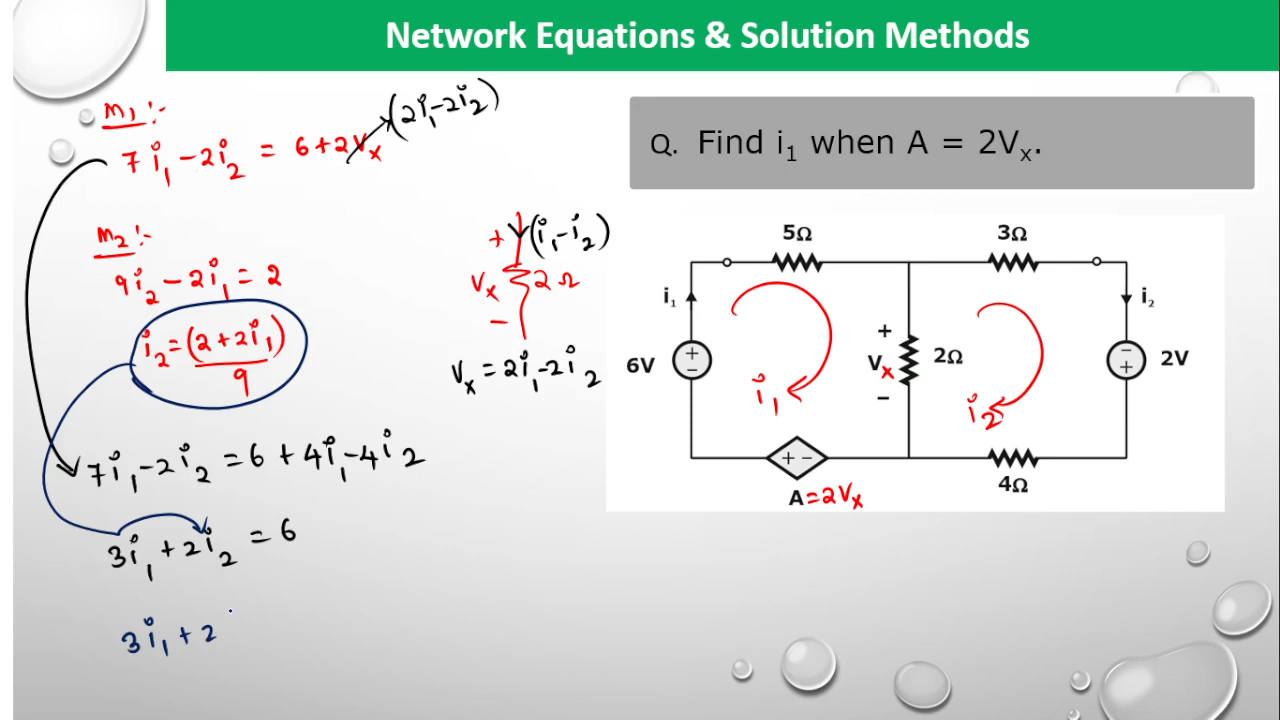 Network Equations & Solution Methods
m₁ :-
7i₁ - 2i₂ = 6 + 2Vₓ (2i₁ - 2i₂)
m₂ :-
9i₂ - 2i₁ = 2
i₂ = (2 + 2i₁)
9
7i₁ - 2i₂ = 6 + 4i₁ - 4i₂
3i₁ + 2i₂ = 6
3i₁ + 2
+ (i₁ - i₂)
Vₓ 2Ω
-
Vₓ = 2i₁ - 2i₂
Q. Find i₁ when A = 2Vₓ.
5Ω 3Ω
i₁ i₂
+
6V + - Vₓ 2Ω - + 2V
-
i₁ i₂
+ -
A = 2Vₓ 4Ω